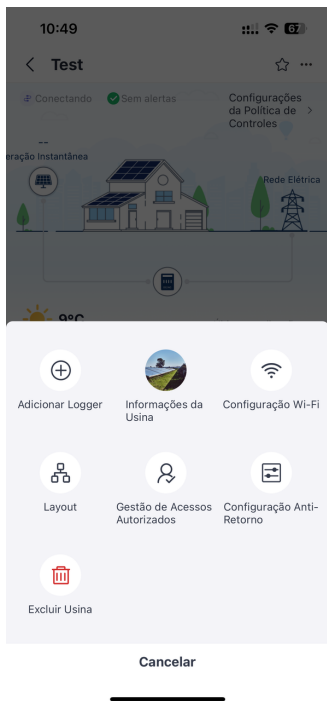 10:49
67
Test
Conectando
Sem alertas
Configurações
da Política de
Controles
--
eração Instantânea
Rede Elétrica
9°C
Adicionar Logger
Informações da
Usina
Configuração Wi-Fi
Layout
Gestão de Acessos
Autorizados
Configuração Anti-
Retorno
Excluir Usina
Cancelar